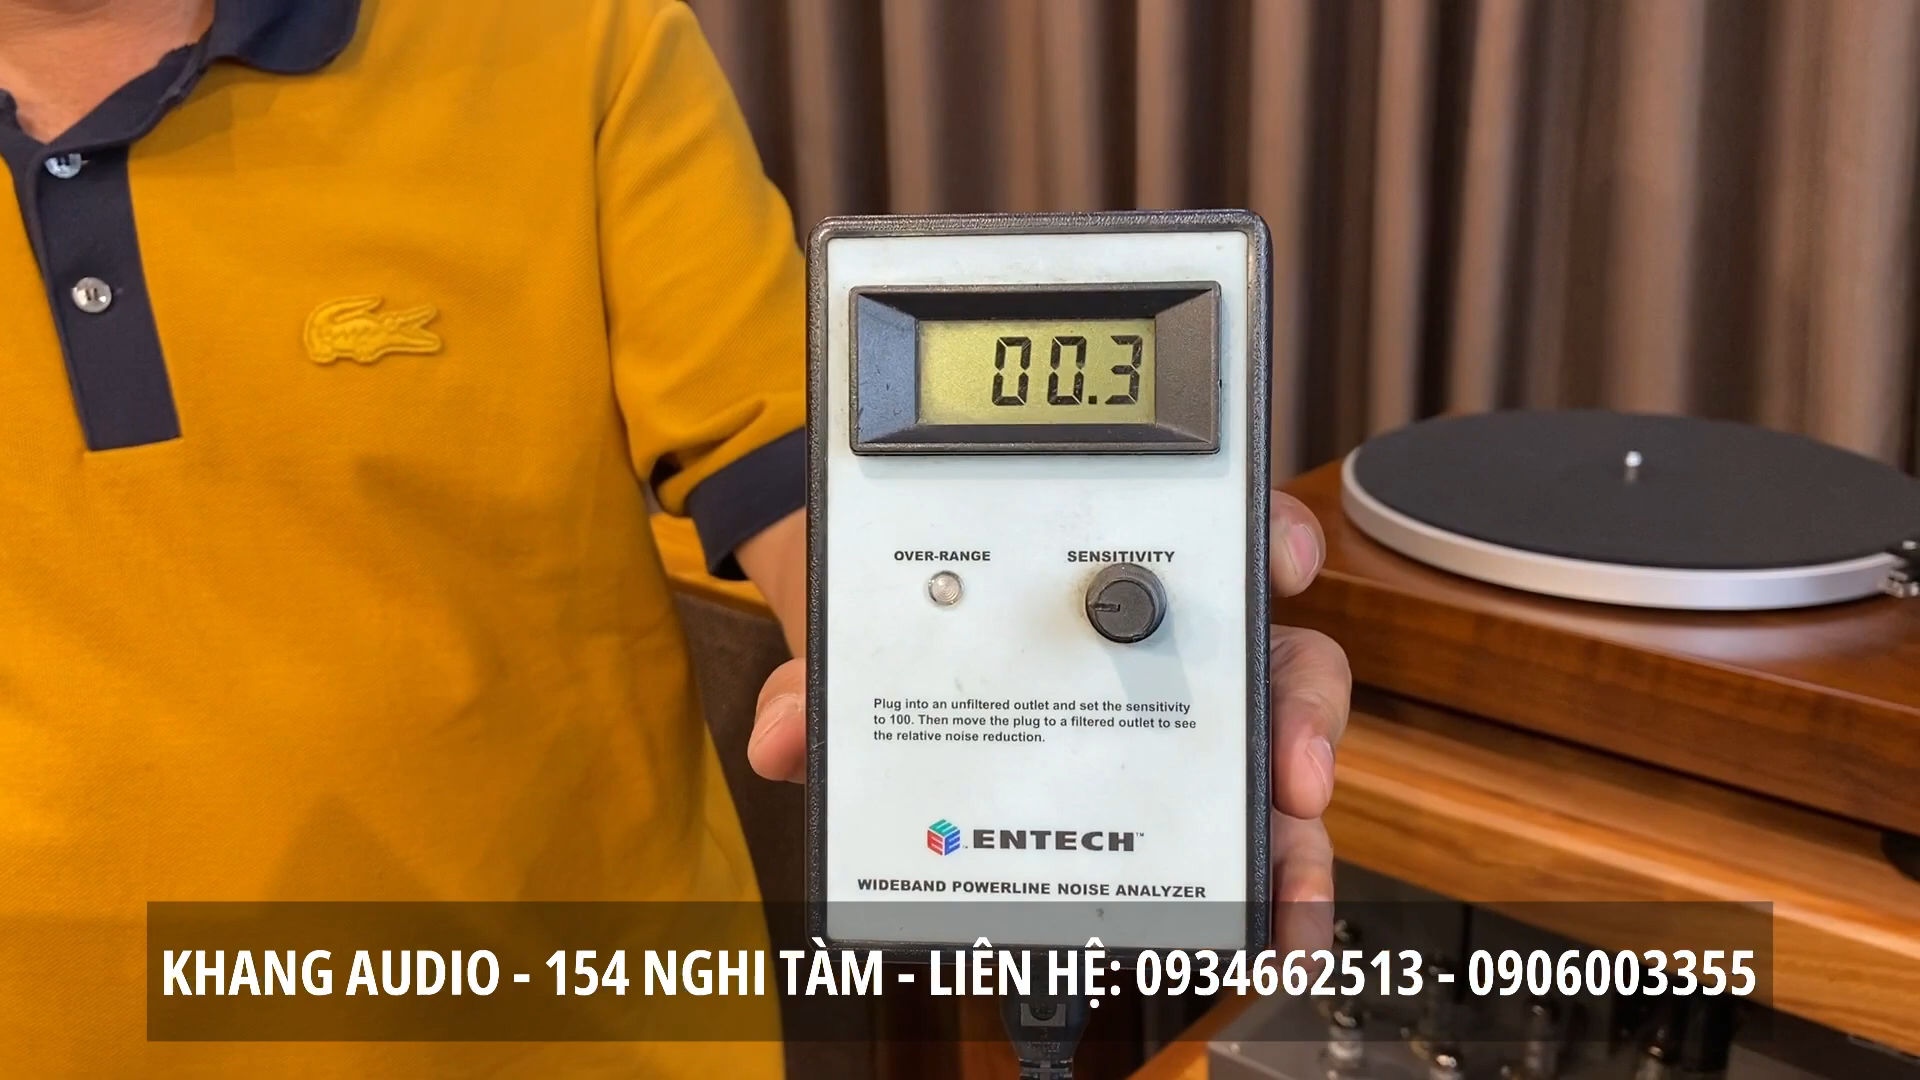 00.3
OVER-RANGE SENSITIVITY
Plug into an unfiltered outlet and set the sensitivity
to 100. Then move the plug to a filtered outlet to see
the relative noise reduction.
ENTECH™
WIDEBAND POWERLINE NOISE ANALYZER
KHANG AUDIO - 154 NGHI TÀM - LIÊN HỆ: 0934662513 - 0906003355